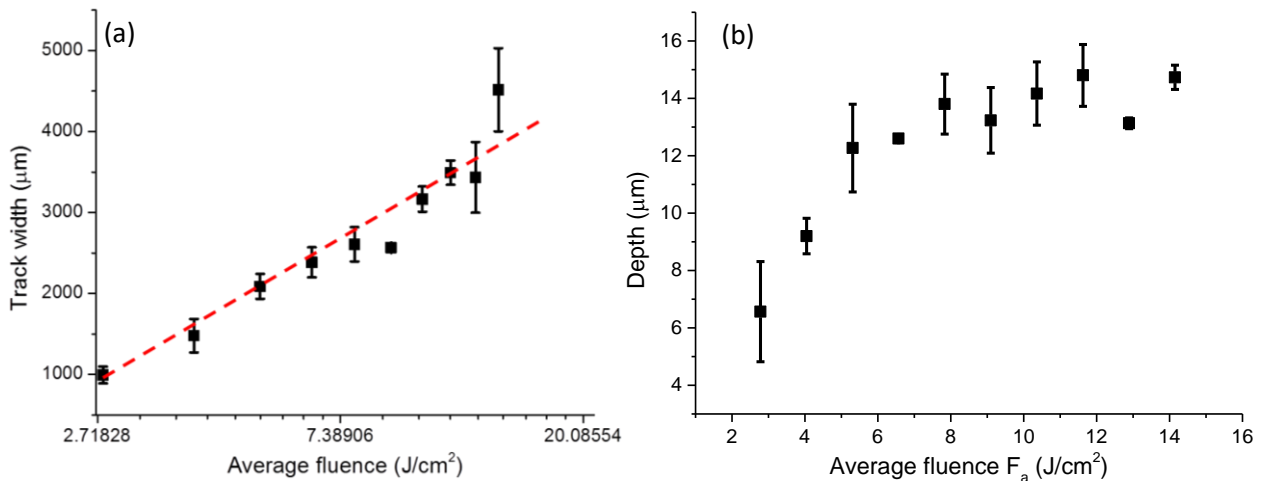 (a)
5000
4000
3000
2000
1000
Track width (μm)
2.71828
7.38906
20.08554
Average fluence (J/cm²)
(b)
16
14
12
10
8
6
4
Depth (μm)
2 4 6 8 10 12 14 16
Average fluence Fₐ (J/cm²)